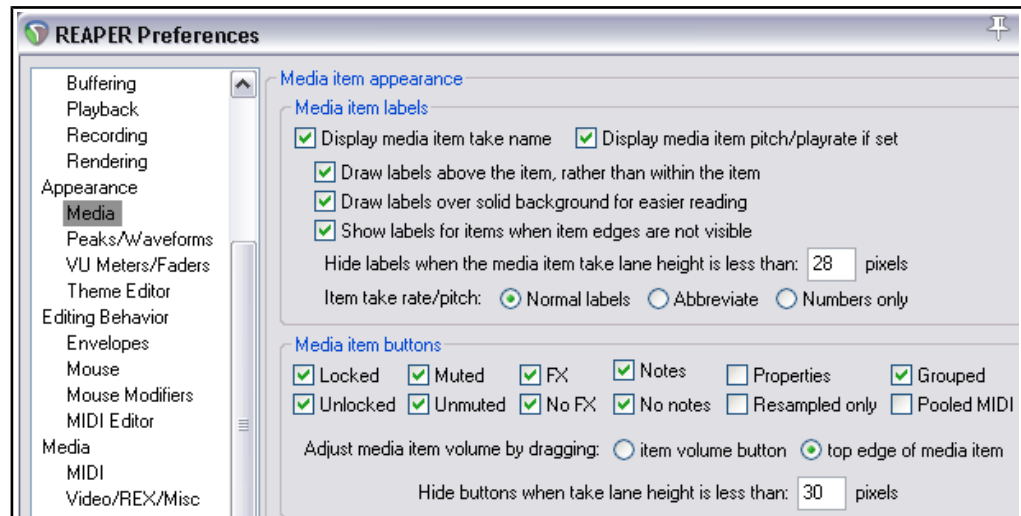 REAPER Preferences
Buffering
Playback
Recording
Rendering
Appearance
Media
Peaks/Waveforms
VU Meters/Faders
Theme Editor
Editing Behavior
Envelopes
Mouse
Mouse Modifiers
MIDI Editor
Media
MIDI
Video/REX/Misc
Media item appearance
Media item labels
Display media item take name Display media item pitch/playrate if set
Draw labels above the item, rather than within the item
Draw labels over solid background for easier reading
Show labels for items when item edges are not visible
Hide labels when the media item take lane height is less than: 28 pixels
Item take rate/pitch: Normal labels Abbreviate Numbers only
Media item buttons
Locked Muted FX Notes Properties Grouped
Unlocked Unmuted No FX No notes Resampled only Pooled MIDI
Adjust media item volume by dragging: item volume button top edge of media item
Hide buttons when take lane height is less than: 30 pixels